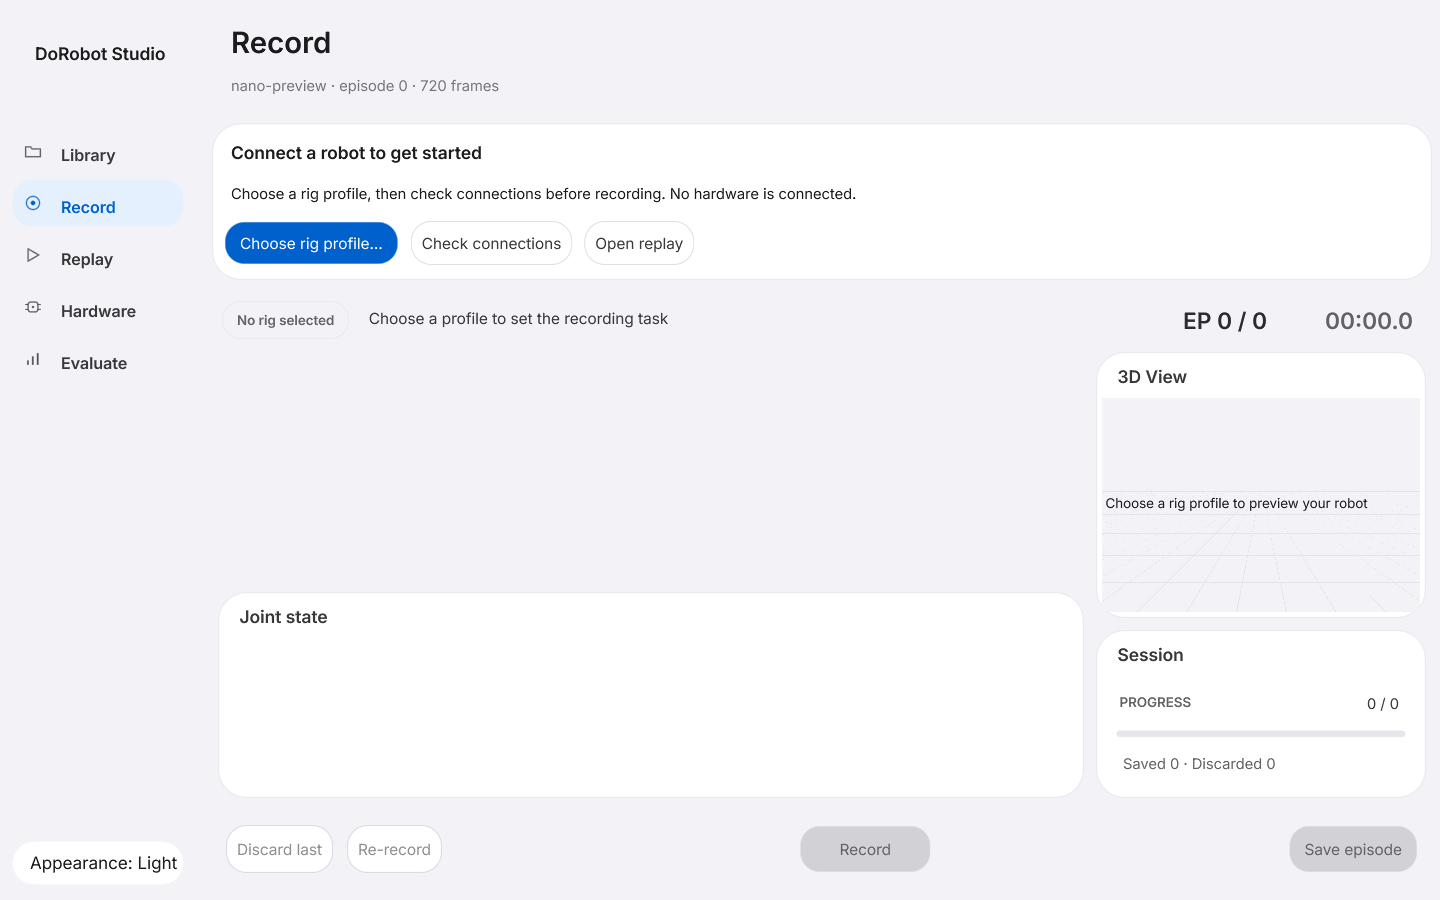 DoRobot Studio
Library
Record
Replay
Hardware
Evaluate
Appearance: Light
Record
nano-preview · episode 0 · 720 frames
Connect a robot to get started
Choose a rig profile, then check connections before recording. No hardware is connected.
Choose rig profile...
Check connections
Open replay
No rig selected
Choose a profile to set the recording task
EP 0 / 0
00:00.0
3D View
Choose a rig profile to preview your robot
Joint state
Session
PROGRESS
0 / 0
Saved 0 · Discarded 0
Discard last
Re-record
Record
Save episode